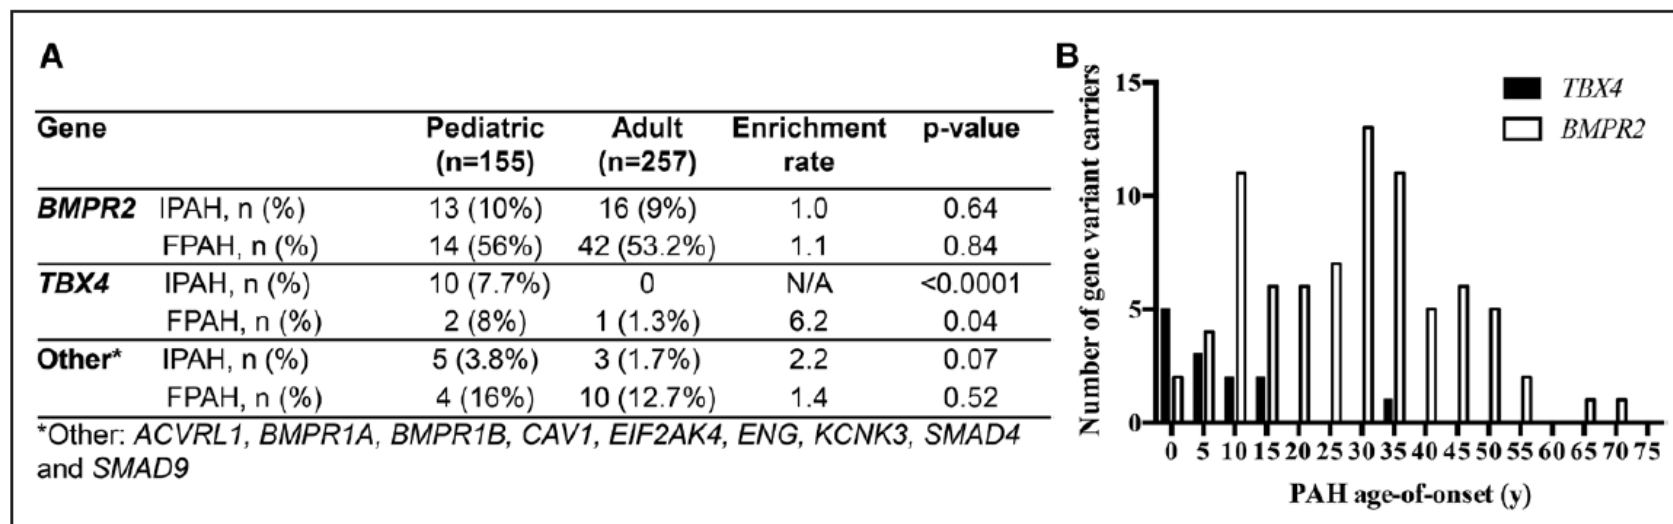 A
Gene Pediatric (n=155) Adult (n=257) Enrichment rate p-value
BMPR2 IPAH, n (%) 13 (10%) 16 (9%) 1.0 0.64
FPAH, n (%) 14 (56%) 42 (53.2%) 1.1 0.84
TBX4 IPAH, n (%) 10 (7.7%) 0 N/A <0.0001
FPAH, n (%) 2 (8%) 1 (1.3%) 6.2 0.04
Other* IPAH, n (%) 5 (3.8%) 3 (1.7%) 2.2 0.07
FPAH, n (%) 4 (16%) 10 (12.7%) 1.4 0.52
*Other: ACVRL1, BMPR1A, BMPR1B, CAV1, EIF2AK4, ENG, KCNK3, SMAD4
and SMAD9
B
Number of gene variant carriers
15
10
5
0
TBX4
BMPR2
0 5 10 15 20 25 30 35 40 45 50 55 60 65 70 75
PAH age-of-onset (y)